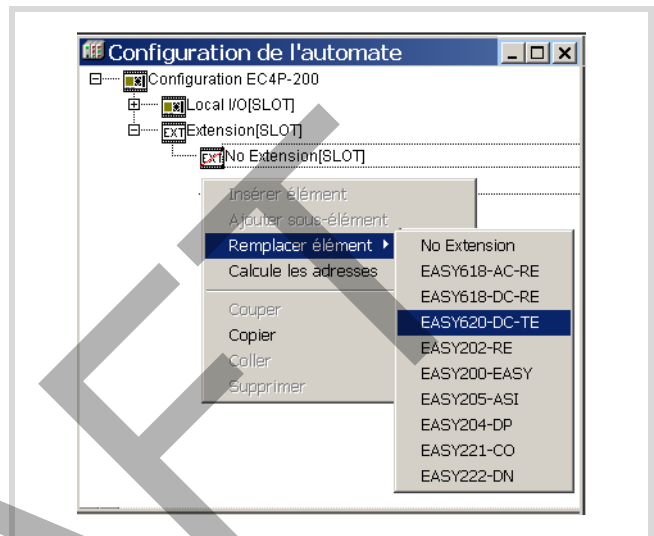 Configuration de l'automate
Configuration EC4P-200
Local I/O[SLOT]
EXT Extension[SLOT]
EXT No Extension[SLOT]
Insérer élément
Ajouter sous-élément
Remplacer élément
Calcule les adresses
Couper
Copier
Coller
Supprimer
No Extension
EASY618-AC-RE
EASY618-DC-RE
EASY620-DC-TE
EASY202-RE
EASY200-EASY
EASY205-ASI
EASY204-DP
EASY221-CO
EASY222-DN